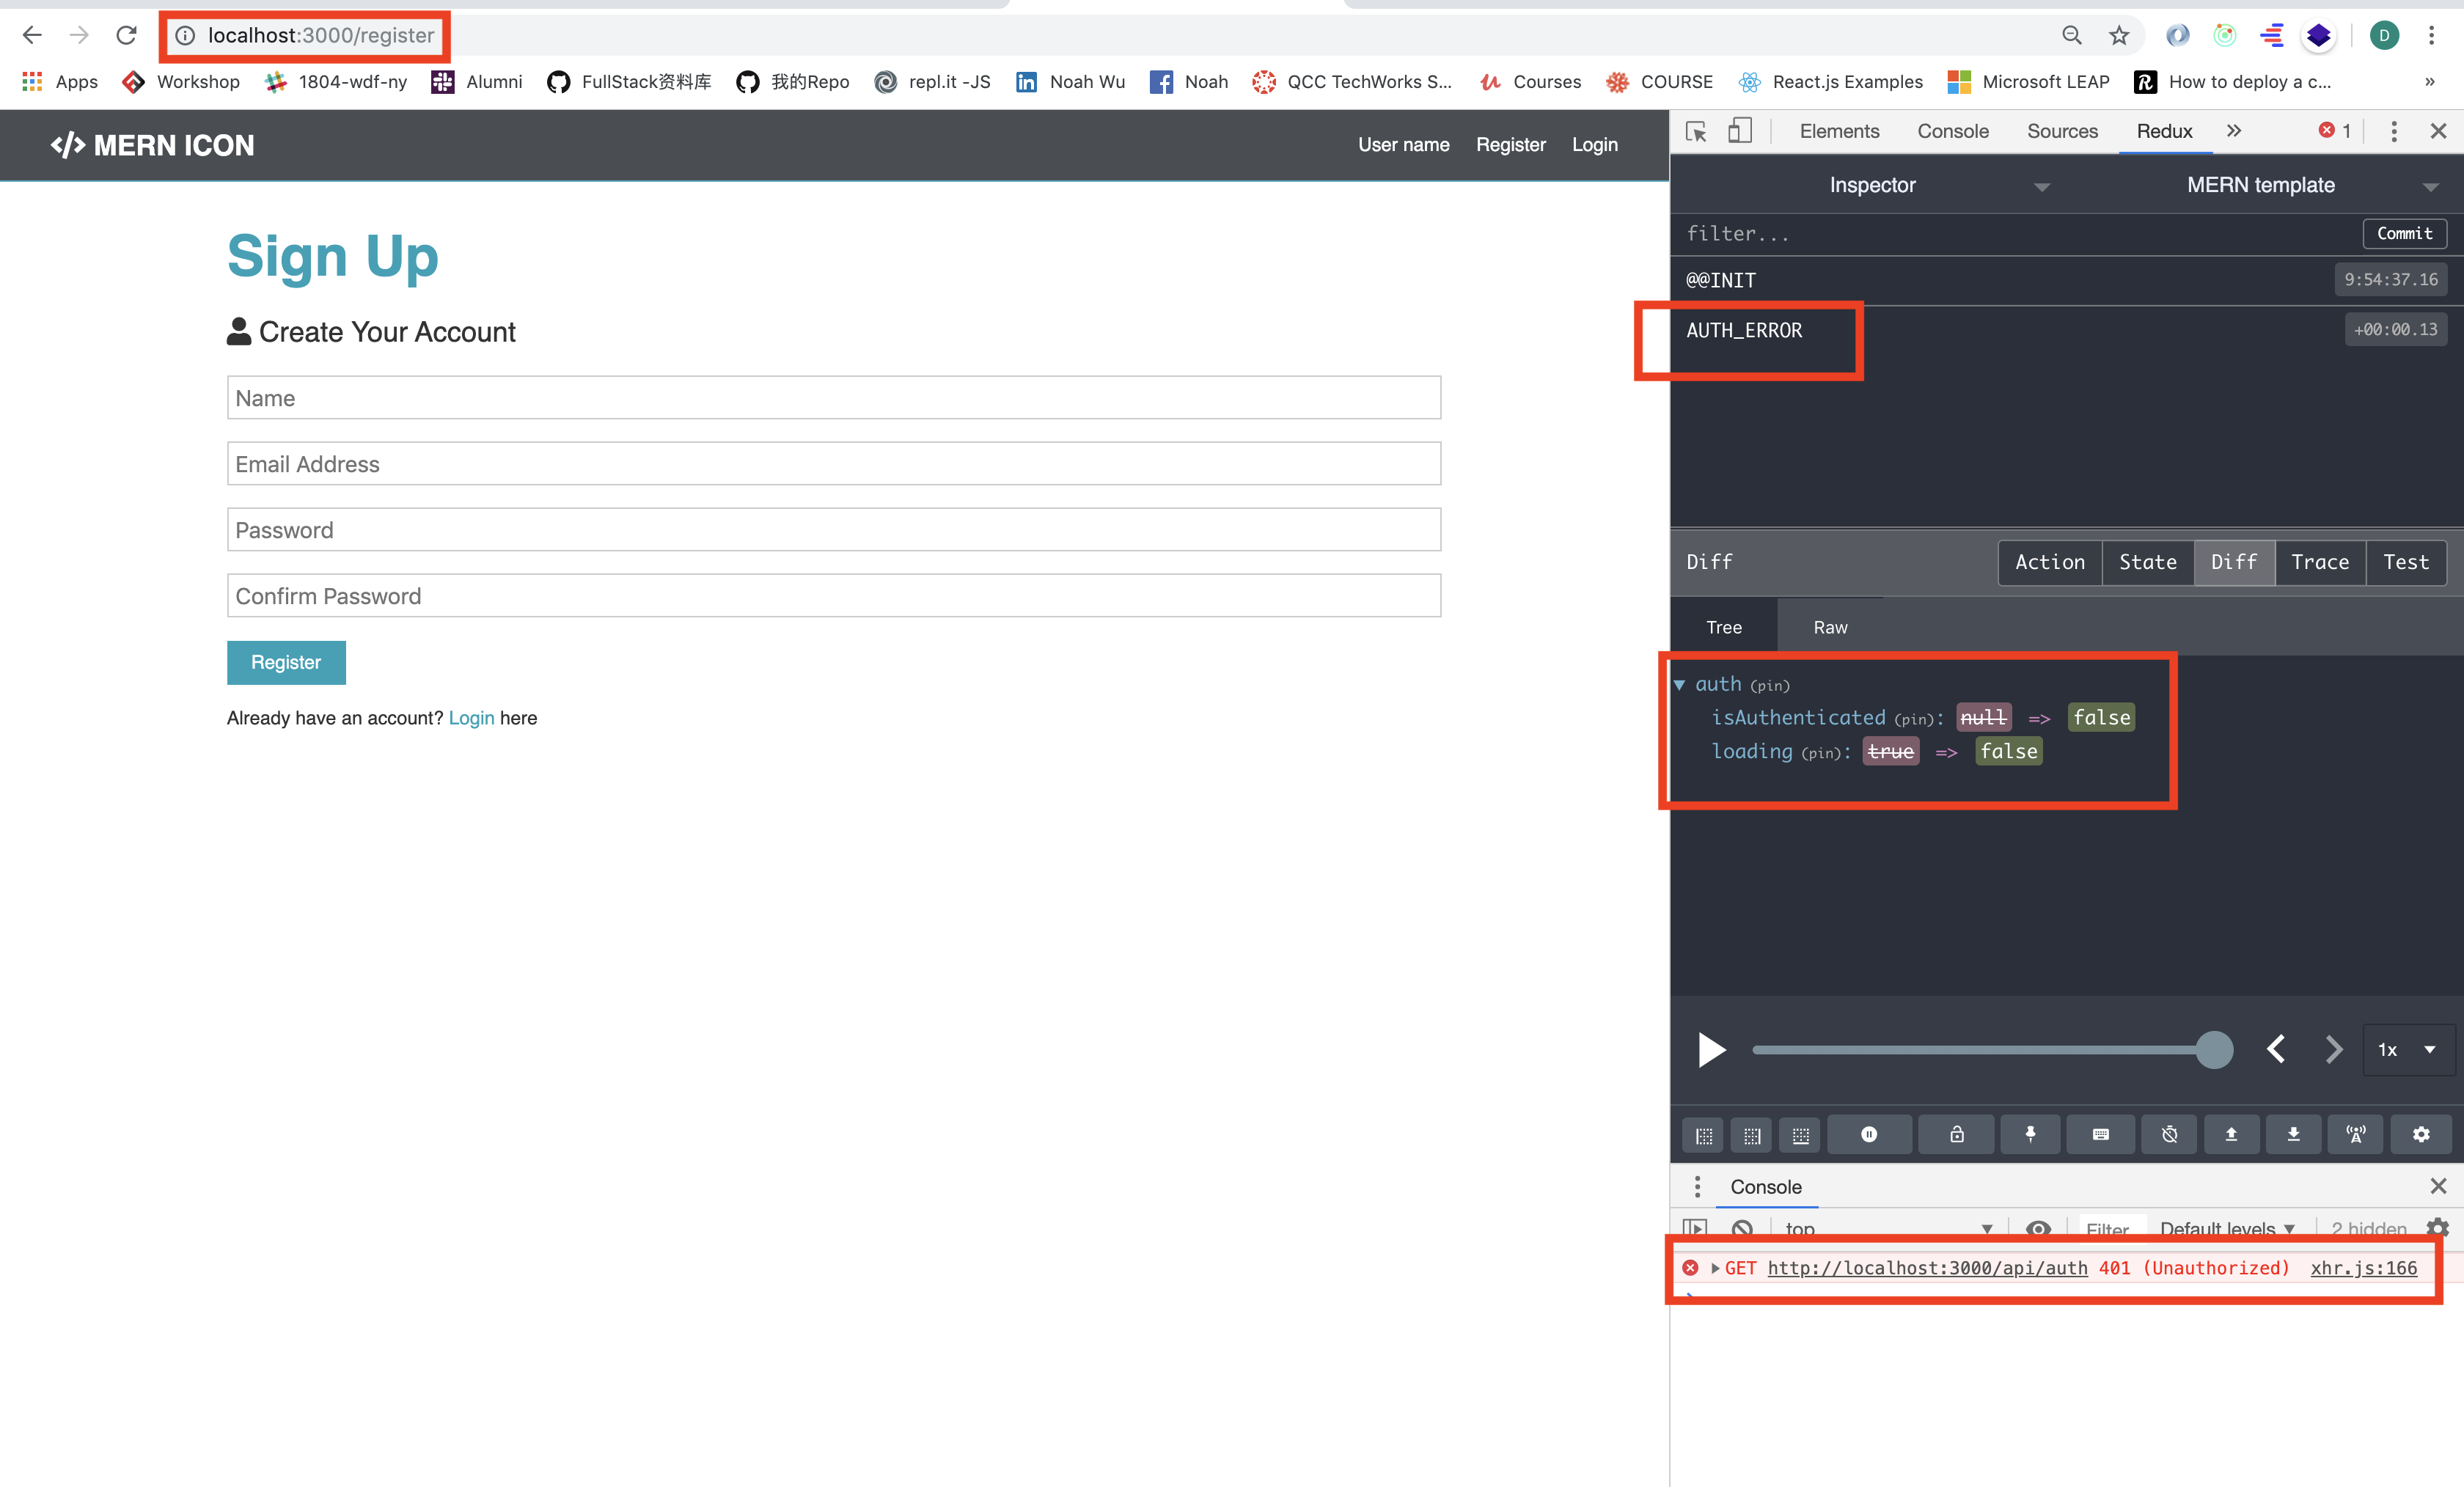 localhost:3000/register
D
Apps
Workshop
1804-wdf-ny
Alumni
FullStack资料库
我的Repo
repl.it -JS
Noah Wu
Noah
QCC TechWorks S...
Courses
COURSE
React.js Examples
Microsoft LEAP
How to deploy a c...
»
</> MERN ICON
User name
Register
Login
Elements
Console
Sources
Redux
»
1
Inspector
MERN template
filter...
Commit
@@INIT
9:54:37.16
AUTH_ERROR
+00:00.13
Sign Up
Create Your Account
Name
Email Address
Password
Confirm Password
Register
Already have an account? Login here
Diff
Action
State
Diff
Trace
Test
Tree
Raw
auth (pin)
isAuthenticated (pin): null => false
loading (pin): true => false
1x
Console
top
Filter
Default levels
2 hidden
GET http://localhost:3000/api/auth 401 (Unauthorized) xhr.js:166